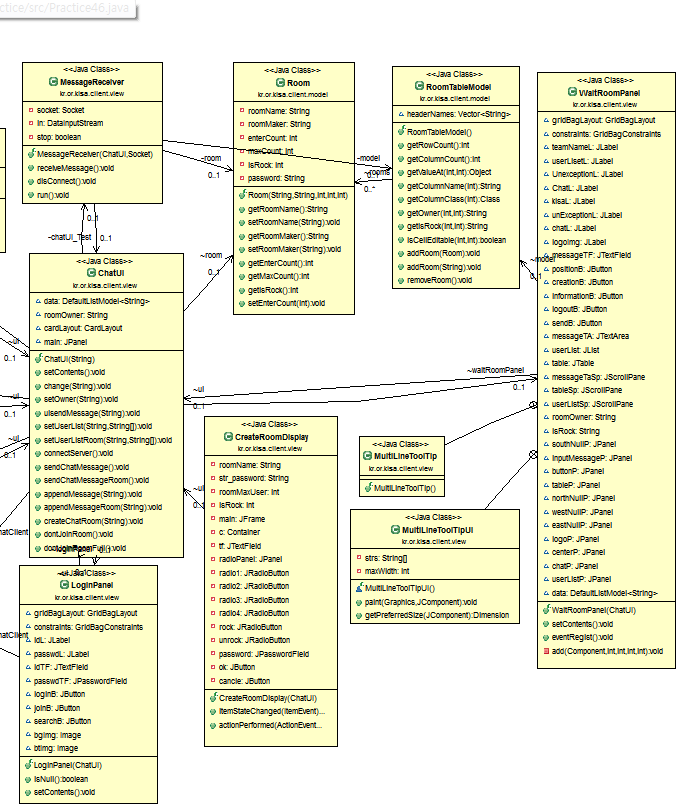 ctice/src/Practice46.java
<<Java Class>>
MessageReceiver
kr.or.kisa.client.view
socket: Socket
in: DataInputStream
stop: boolean
MessageReceiver(ChatUI,Socket)
receiveMessage():void
disConnect():void
run():void
<<Java Class>>
Room
kr.or.kisa.client.model
roomName: String
roomMaker: String
enterCount: int
maxCount: int
isRock: int
password: String
Room(String,String,int,int,int)
getRoomName():String
setRoomName(String):void
getRoomMaker():String
setRoomMaker(String):void
getEnterCount():int
getMaxCount():int
getIsRock():int
setEnterCount(int):void
<<Java Class>>
RoomTableModel
kr.or.kisa.client.model
headerNames: Vector<String>
RoomTableModel()
getRowCount():int
getColumnCount():int
getValueAt(int,int):Object
getColumnName(int):String
getColumnClass(int):Class
getOwner(int):String
getIsRock(int):String
isCellEditable(int,int):boolean
addRoom(Room):void
addRoom(String):void
removeRoom():void
<<Java Class>>
WaitRoomPanel
kr.or.kisa.client.view
gridBagLayout: GridBagLayout
constraints: GridBagConstraints
teamNameL: JLabel
userLisetL: JLabel
UnexceptionL: JLabel
ChatL: JLabel
kisaL: JLabel
unExceptionL: JLabel
chatL: JLabel
logoImg: JLabel
messageTF: JTextField
positionB: JButton
creationB: JButton
informationB: JButton
logoutB: JButton
sendB: JButton
messageTA: JTextArea
userList: JList
table: JTable
messageTaSp: JScrollPane
tableSp: JScrollPane
userListSp: JScrollPane
roomOwner: String
isRock: String
southNullP: JPanel
inputMessageP: JPanel
buttonP: JPanel
tableP: JPanel
northNullP: JPanel
westNullP: JPanel
eastNullP: JPanel
logoP: JPanel
centerP: JPanel
chatP: JPanel
userListP: JPanel
data: DefaultListModel<String>
WaitRoomPanel(ChatUI)
setContents():void
eventRegist():void
add(Component,int,int,int,int):void
-room
0..1
-model
~rooms
0..1
0..*
~model
0..1
0..1
-chatUI_Test
0..1
~room
0..1
<<Java Class>>
ChatUI
kr.or.kisa.client.view
data: DefaultListModel<String>
roomOwner: String
cardLayout: CardLayout
main: JPanel
ChatUI(String)
setContents():void
change(String):void
setOwner(String):void
uisendMessage(String):void
setUserList(String,String[]):void
setUserListRoom(String,String[]):void
connectServer():void
sendChatMessage():void
sendChatMessageRoom():void
appendMessage(String):void
appendMessageRoom(String):void
createChatRoom(String):void
dontJoinRoom():void
~ui
0..1
0..1
~ui
0..1
hatClient
hatClient
~ui
0..1
~waitRoomPanel
0..1
~ui
<<Java Class>>
CreateRoomDisplay
kr.or.kisa.client.view
roomName: String
str_password: String
roomMaxUser: int
isRock: int
main: JFrame
c: Container
tf: JTextField
radioPanel: JPanel
radio1: JRadioButton
radio2: JRadioButton
radio3: JRadioButton
radio4: JRadioButton
rock: JRadioButton
unrock: JRadioButton
password: JPasswordField
ok: JButton
cancle: JButton
CreateRoomDisplay(ChatUI)
itemStateChanged(ItemEvent)...
actionPerformed(ActionEvent...
<<Java Class>>
MultiLineToolTip
kr.or.kisa.client.view
MultiLineToolTip()
<<Java Class>>
MultiLineToolTipUI
kr.or.kisa.client.view
strs: String[]
maxWidth: int
MultiLineToolTipUI()
paint(Graphics,JComponent):void
getPreferredSize(JComponent):Dimension
<<Java Class>>
LoginPanel
kr.or.kisa.client.view
gridBagLayout: GridBagLayout
constraints: GridBagConstraints
idL: JLabel
passwdL: JLabel
idTF: JTextField
passwdTF: JPasswordField
loginB: JButton
joinB: JButton
searchB: JButton
bgImg: Image
btImg: Image
LoginPanel(ChatUI)
isNull():boolean
setContents():void